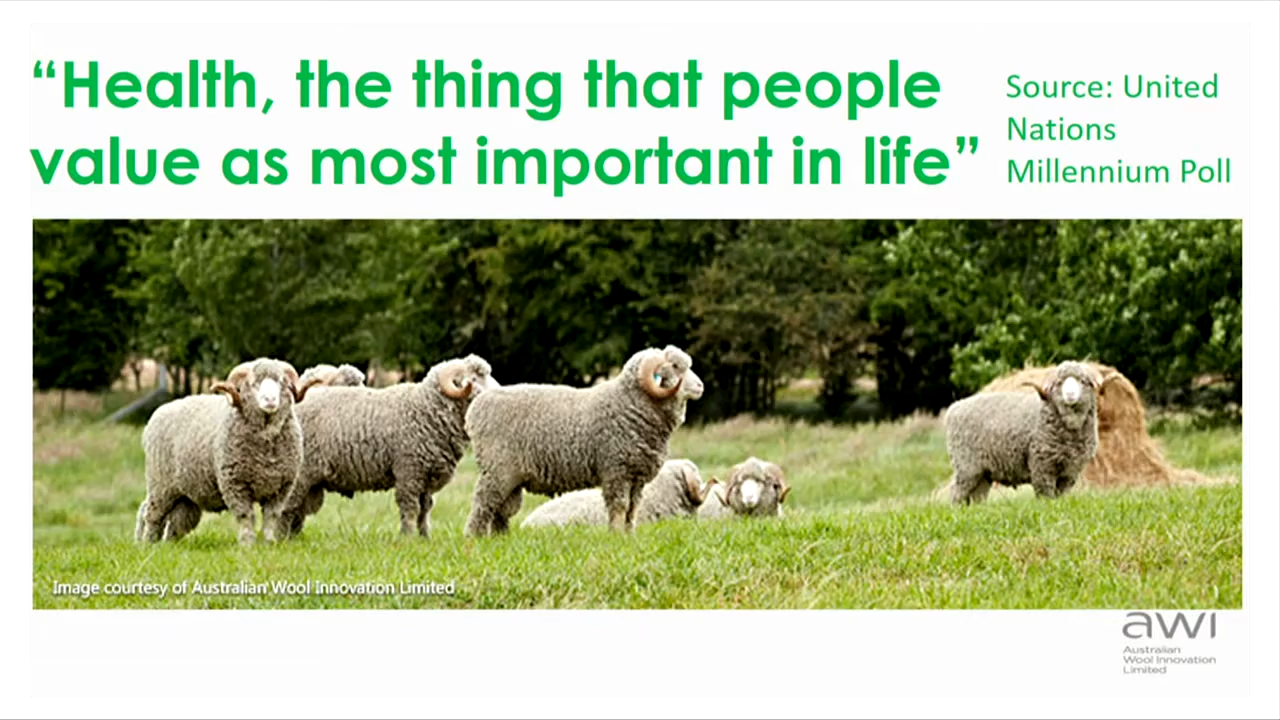 “Health, the thing that people
value as most important in life”
Source: United
Nations
Millennium Poll
Image courtesy of Australian Wool Innovation Limited
awi
Australian
Wool Innovation
Limited